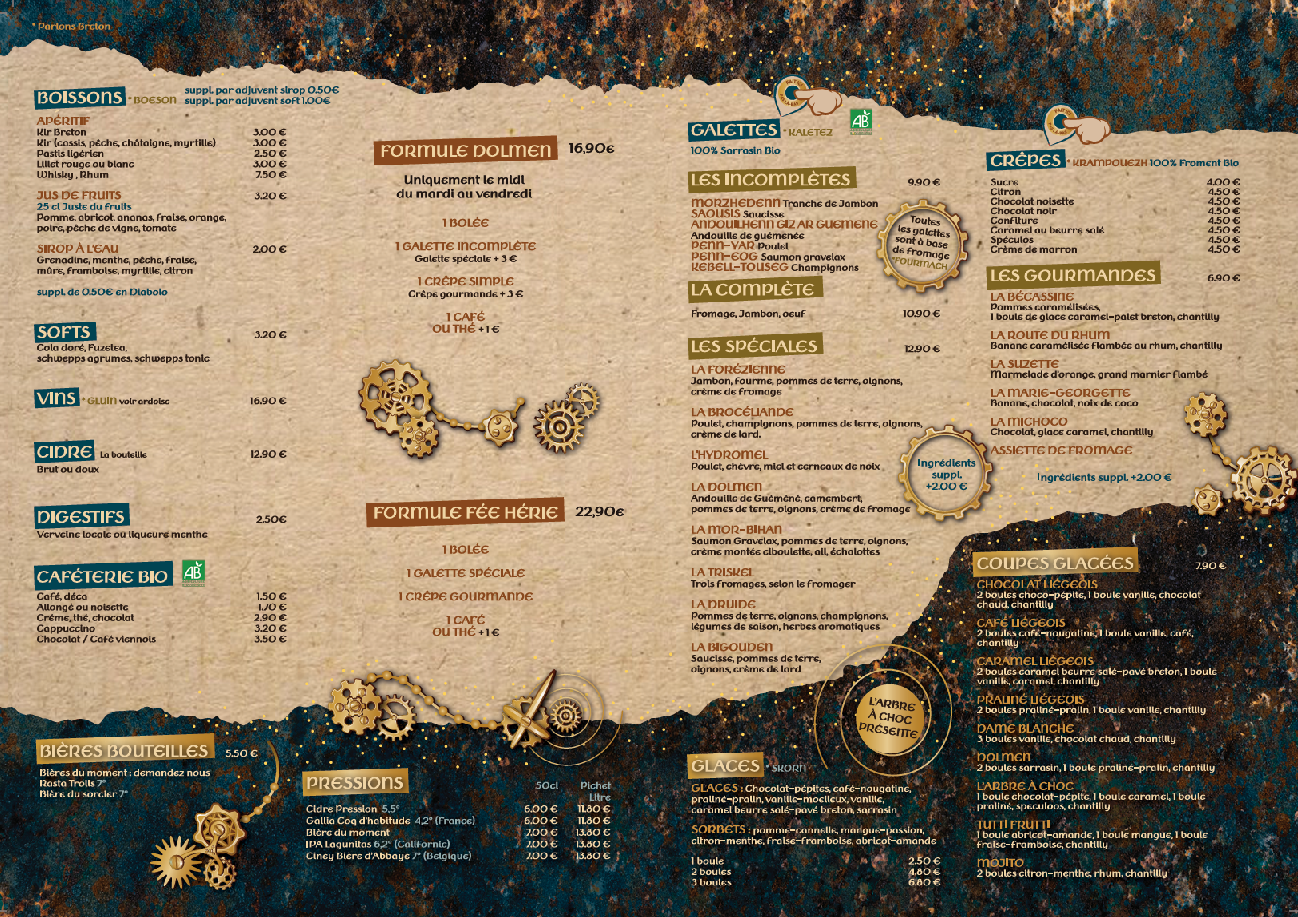 * Parlons Breton
BOISSONS * BOESON
suppl. par adjuvent sirop 0.50€
suppl. par adjuvent soft 1.00€
APÉRITIF
Kir Breton 3.00 €
Kir (cassis, pêche, châtaigne, myrtille) 3.00 €
Pastis ligérien 2.50 €
Lillet rouge ou blanc 3.00 €
Whisky, Rhum 7.50 €
JUS DE FRUITS 3.20 €
25 cl Juste du fruits
Pomme, abricot, ananas, fraise, orange,
poire, pêche de vigne, tomate
SIROP À L'EAU 2.00 €
Grenadine, menthe, pêche, fraise,
mûre, framboise, myrtille, citron
suppl. de 0.50€ en Diabolo
SOFTS 3.20 €
Cola doré, Fuzetea,
schwepps agrumes, schwepps tonic
VINS * GLUIN voir ardoise 16.90 €
CIDRE La bouteille 12.90 €
Brut ou doux
DIGESTIFS 2.50€
Verveine locale ou liqueure menthe
CAFÉTERIE BIO AB
Café, déca 1.50 €
Allongé ou noisette 1.70 €
Crème, thé, chocolat 2.90 €
Cappuccino 3.20 €
Chocolat / Café viennois 3.50 €
BIÈRES BOUTEILLES 5.50 €
Bières du moment : demandez nous
Rasta Trolls 7°
Bière du sorcier 7°
FORMULE DOLMEN 16,90€
Uniquement le midi
du mardi au vendredi
1 BOLÉE
1 GALETTE INCOMPLÈTE
Galette spéciale + 3 €
1 CRÊPE SIMPLE
Crêpe gourmande + 3 €
1 CAFÉ
OU THÉ +1 €
FORMULE FÉE HÉRIE 22,90€
1 BOLÉE
1 GALETTE SPÉCIALE
1 CRÊPE GOURMANDE
1 CAFÉ
OU THÉ +1 €
PRESSIONS 50cl Pichet
Litre
Cidre Pression 5,5° 6.00 € 11.80 €
Gallia Coq d'habitude 4,2° (France) 6.00 € 11.80 €
Bière du moment 7.00 € 13.80 €
IPA Lagunitas 6,2° (Californie) 7.00 € 13.80 €
Ciney Biere d'Abbaye 7° (Belgique) 7.00 € 13.80 €
GALETTES * KALETEZ AB
100% Sarrasin Bio
LES INCOMPLÈTES 9.90 €
MORZHEDENN Tranche de Jambon
SAOUSIS Saucisse
ANDOUILHENN GIZ AR GUEMENE
Andouille de guémenée
PENN-YAR Poulet
PENN-EOG Saumon gravelax
KEBELL-TOUSEG Champignons
Toutes
les galettes
sont à base
de fromage
*FOURMACH
LA COMPLÈTE
Fromage, Jambon, oeuf 10.90 €
LES SPÉCIALES 12.90 €
LA FORÉZIENNE
Jambon, fourme, pommes de terre, oignons,
crème de fromage
LA BROCÉLIANDE
Poulet, champignons, pommes de terre, oignons,
crème de lard.
L'HYDROMEL
Poulet, chèvre, miel et cerneaux de noix
LA DOLMEN
Andouille de Guéméné, camembert,
pommes de terre, oignons, crème de fromage
LA MOR-BIHAN
Saumon Gravelax, pommes de terre, oignons,
crème montée ciboulette, ail, échalottes
LA TRISKEL
Trois fromages, selon le fromager
LA DRUIDE
Pommes de terre, oignons, champignons,
légumes de saison, herbes aromatiques
LA BIGOUDEN
Saucisse, pommes de terre,
oignons, crème de lard
Ingrédients
suppl.
+2.00 €
L'ARBRE
À CHOC
PRÉSENTE
GLACES * SKORN
GLACES : Chocolat-pépites, café-nougatine,
praliné-pralin, vanille-moelleux, vanille,
caramel beurre salé-pavé breton, sarrasin
SORBETS : pomme-cannelle, mangue-passion,
citron-menthe, fraise-framboise, abricot-amande
1 boule 2.50 €
2 boules 4.80 €
3 boules 6.80 €
CRÊPES * KRAMPOUEZH 100% Froment Bio
Sucre 4.00 €
Citron 4.50 €
Chocolat noisette 4.50 €
Chocolat noir 4.50 €
Confiture 4.50 €
Caramel au beurre salé 4.50 €
Spéculos 4.50 €
Crème de marron 4.50 €
LES GOURMANDES 6.90 €
LA BÉCASSINE
Pommes caramélisées,
1 boule de glace caramel-palet breton, chantilly
LA ROUTE DU RHUM
Banane caramélisée flambée au rhum, chantilly
LA SUZETTE
Marmelade d'orange, grand marnier flambé
LA MARIE-GEORGETTE
Banane, chocolat, noix de coco
LA MICHOCO
Chocolat, glace caramel, chantilly
ASSIETTE DE FROMAGE
Ingrédients suppl. +2.00 €
COUPES GLACÉES 7.90 €
CHOCOLAT LIÉGEOIS
2 boules choco-pépite, 1 boule vanille, chocolat
chaud, chantilly
CAFÉ LIÉGEOIS
2 boules café-nougatine, 1 boule vanille, café,
chantilly
CARAMEL LIÉGEOIS
2 boules caramel beurre salé-pavé breton, 1 boule
vanille, caramel, chantilly
PRALINÉ LIÉGEOIS
2 boules praliné-pralin, 1 boule vanille, chantilly
DAME BLANCHE
3 boules vanille, chocolat chaud, chantilly
DOLMEN
2 boules sarrasin, 1 boule praliné-pralin, chantilly
L'ARBRE À CHOC
1 boule chocolat-pépite, 1 boule caramel, 1 boule
praliné, speculoos, chantilly
TUTTI FRUTTI
1 boule abricot-amande, 1 boule mangue, 1 boule
fraise-framboise, chantilly
MOJITO
2 boules citron-menthe, rhum, chantilly